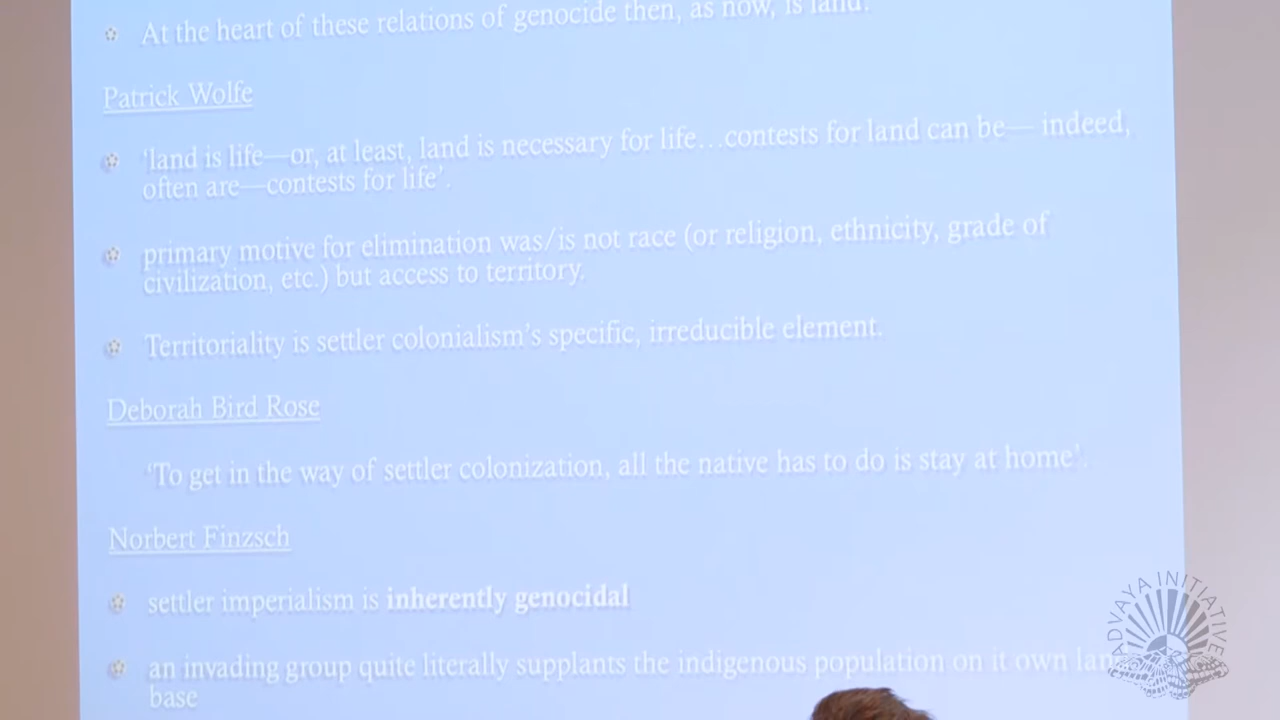 At the heart of these relations of genocide then, as now, is land.
Patrick Wolfe
'land is life—or, at least, land is necessary for life…contests for land can be— indeed,
often are—contests for life'.
primary motive for elimination was/is not race (or religion, ethnicity, grade of
civilization, etc.) but access to territory.
Territoriality is settler colonialism's specific, irreducible element.
Deborah Bird Rose
'To get in the way of settler colonization, all the native has to do is stay at home'.
Norbert Finzsch
settler imperialism is inherently genocidal
an invading group quite literally supplants the indigenous population on it own land
base
ADVAYA INITIATIVE